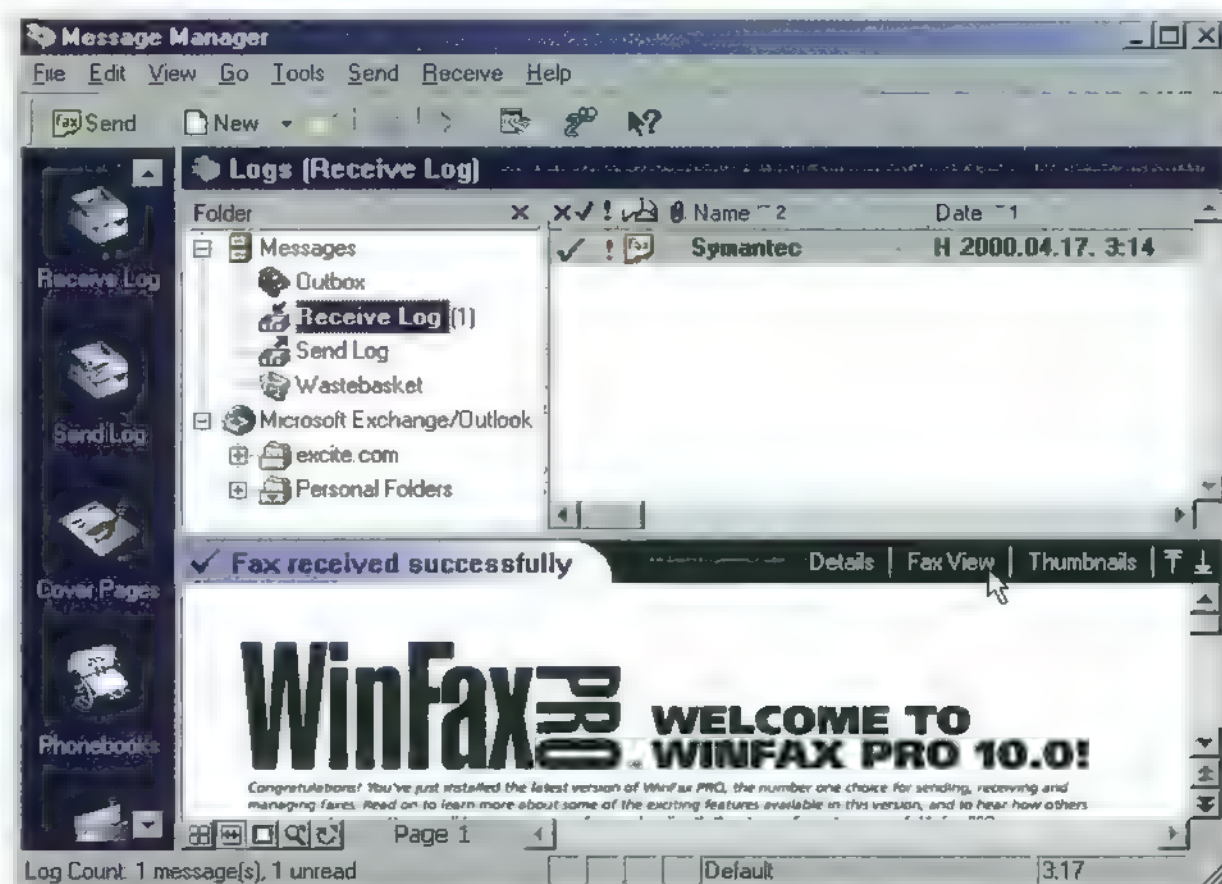 Message Manager
File Edit View Go Tools Send Receive Help
Send New
Logs (Receive Log)
Folder
Name 2 Date 1
Messages
Symantec H 2000.04.17. 3:14
Outbox
Receive Log (1)
Send Log
Wastebasket
Microsoft Exchange/Outlook
excite.com
Personal Folders
Receive Log
Send Log
Cover Pages
Phonebooks
Fax received successfully Details Fax View Thumbnails
WinFax PRO
WELCOME TO
WINFAX PRO 10.0!
Congratulations! You've just installed the latest version of WinFax PRO, the number one choice for sending, receiving and
managing faxes. Read on to learn more about some of the exciting features available in this version, and to hear how others
Page 1
Log Count: 1 message(s), 1 unread Default 3:17